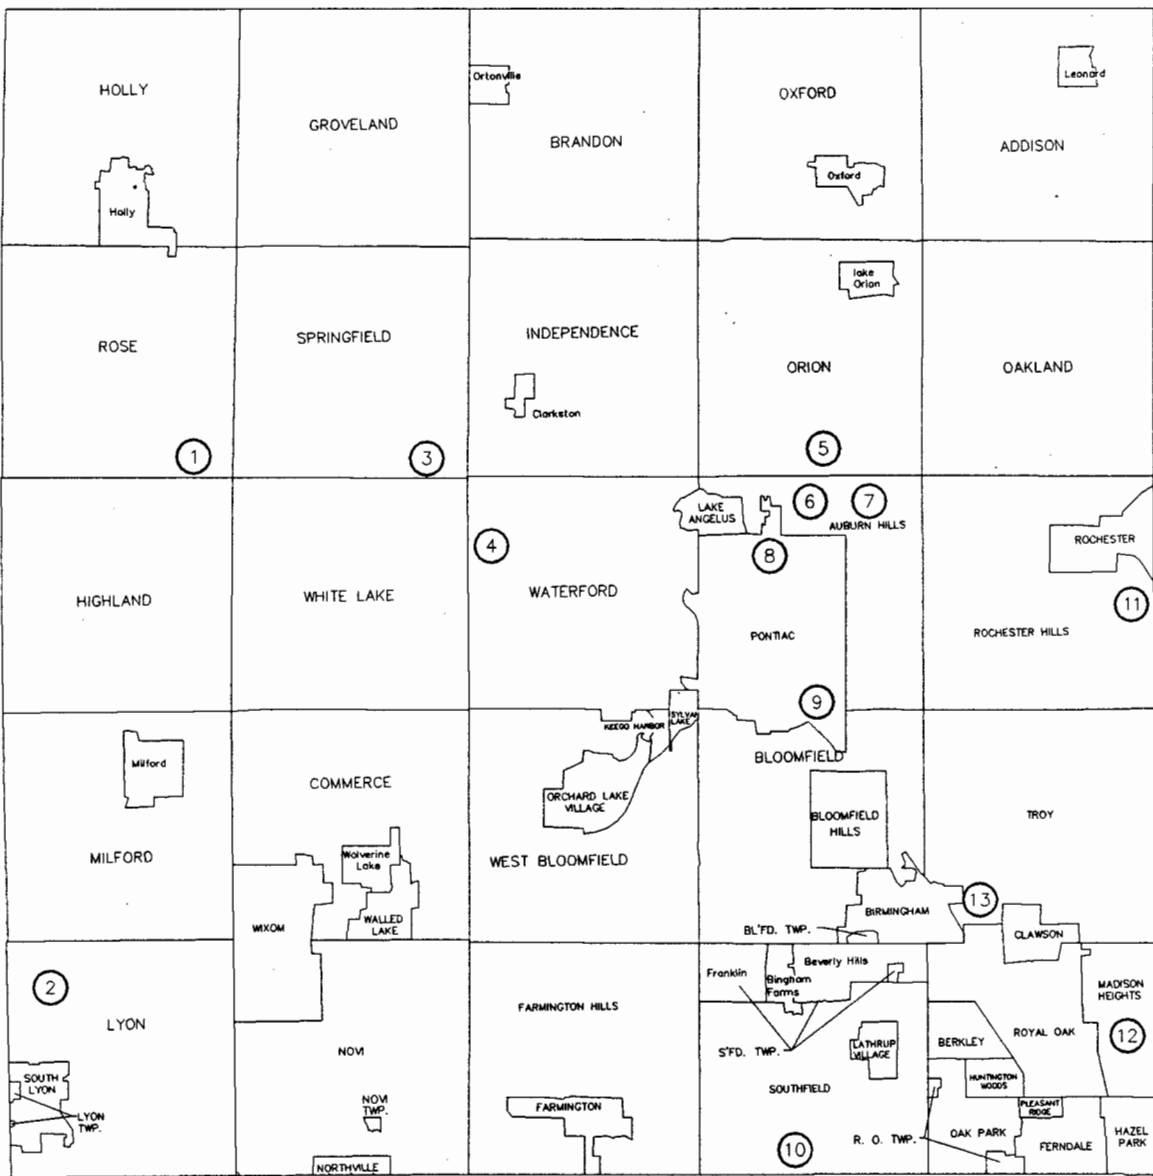 HOLLY
GROVELAND
Ortonville
BRANDON
OXFORD
Leonard
ADDISON
Oxford
Holly
ROSE
SPRINGFIELD
INDEPENDENCE
Clarkston
lake
Orion
ORION
OAKLAND
1
3
5
HIGHLAND
WHITE LAKE
4
WATERFORD
LAKE
ANGELUS
6
7
AUBURN HILLS
8
PONTIAC
9
ROCHESTER
11
ROCHESTER HILLS
Milford
MILFORD
COMMERCE
Wolverine
Lake
WALLED
LAKE
WIXOM
KEEGO HARBOR
SYLVAN
LAKE
ORCHARD LAKE
VILLAGE
WEST BLOOMFIELD
BLOOMFIELD
BLOOMFIELD
HILLS
TROY
BIRMINGHAM
13
BL'FD. TWP.
CLAWSON
2
LYON
SOUTH
LYON
LYON
TWP.
NOVI
NOVI
TWP.
NORTHVILLE
FARMINGTON HILLS
FARMINGTON
Franklin
Bingham
Farms
Beverly Hills
S'FD. TWP.
LATHRUP
VILLAGE
SOUTHFIELD
10
BERKLEY
ROYAL OAK
MADISON
HEIGHTS
12
HUNTINGTON
WOODS
PLEASANT
RIDGE
R. O. TWP.
OAK PARK
FERNDALE
HAZEL
PARK